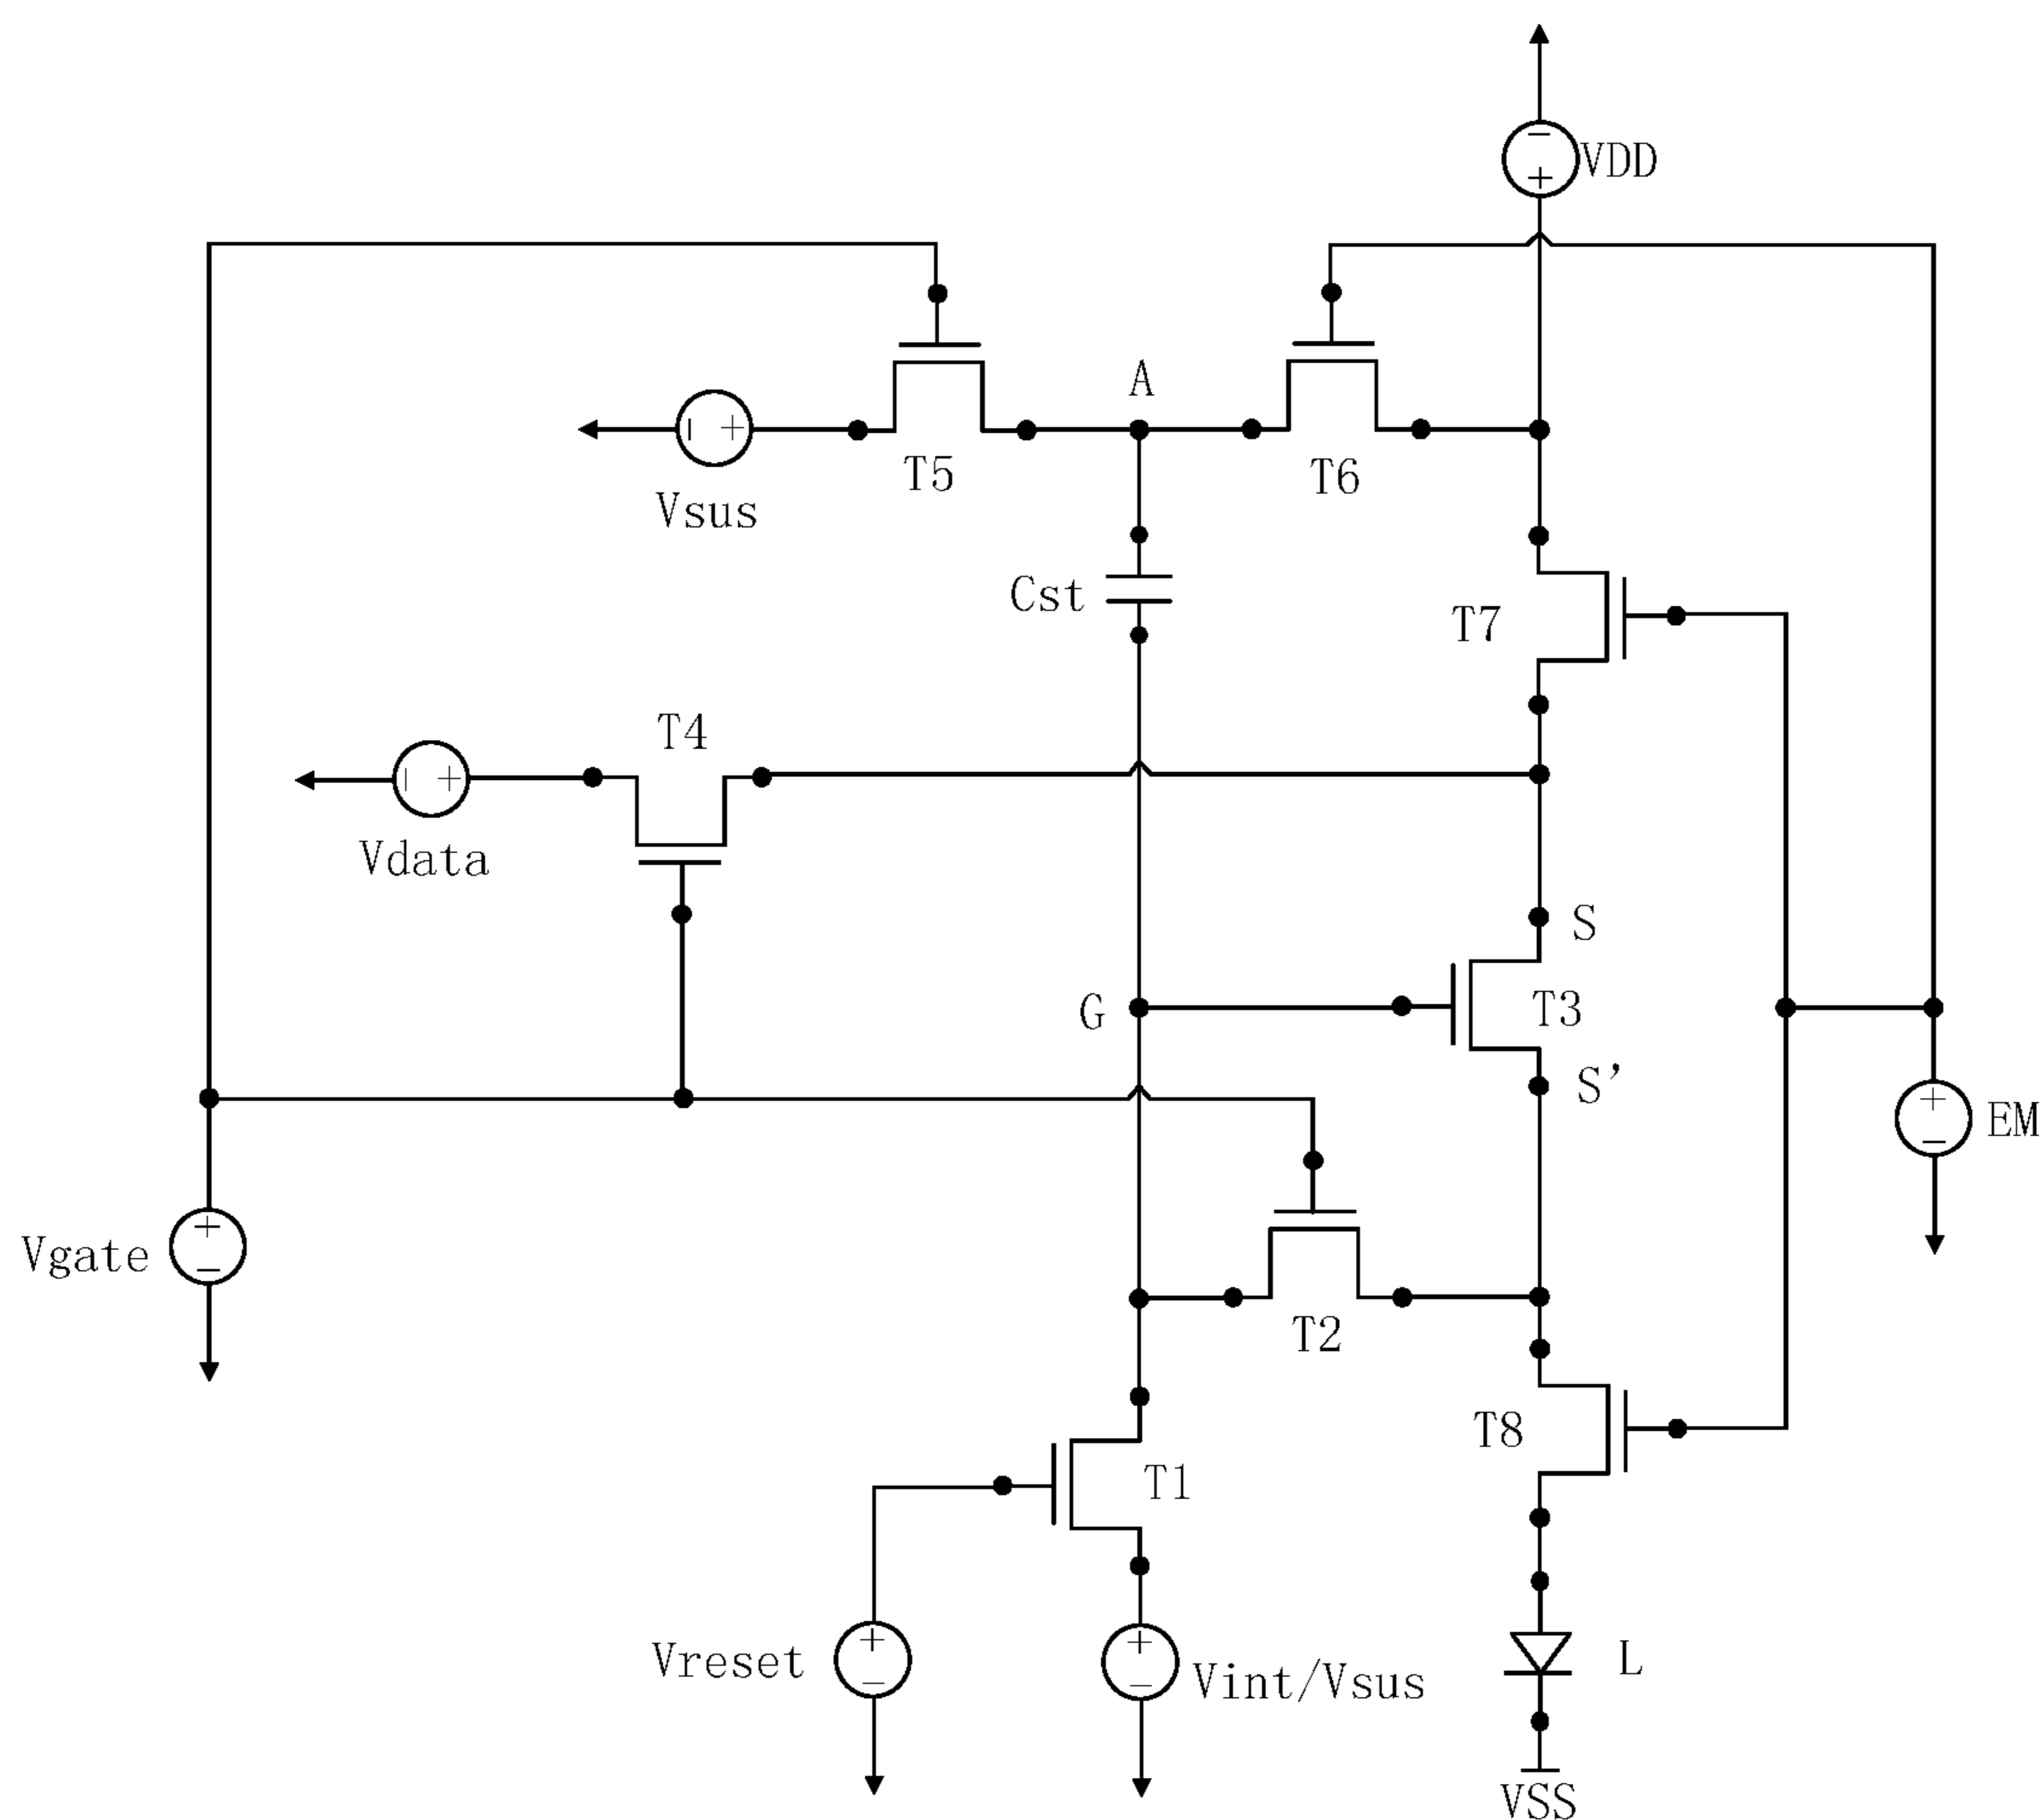 VDD
A
T5
T6
Vsus
Cst
T7
T4
Vdata
S
G
T3
S'
EM
Vgate
T2
T8
T1
Vreset
Vint/Vsus
L
VSS